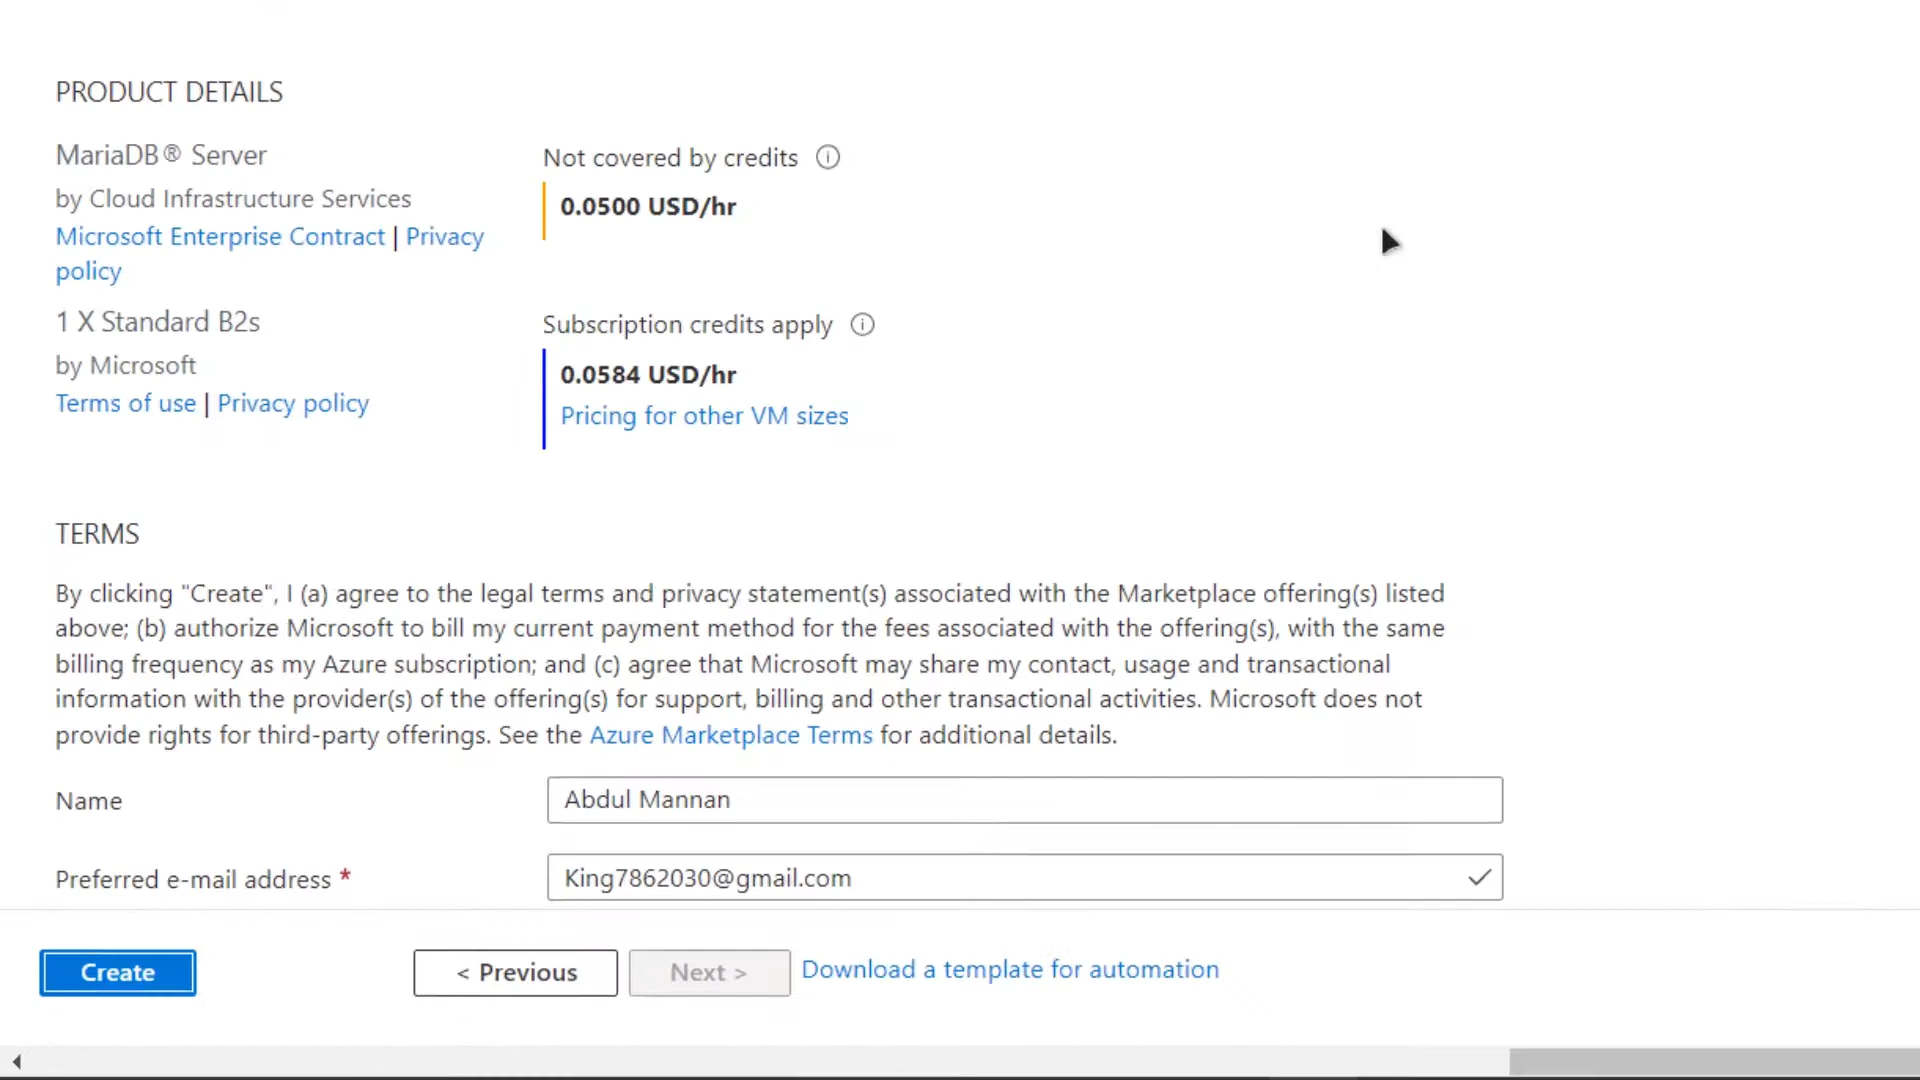 PRODUCT DETAILS
MariaDB® Server
by Cloud Infrastructure Services
Microsoft Enterprise Contract | Privacy
policy
Not covered by credits
0.0500 USD/hr
1 X Standard B2s
by Microsoft
Terms of use | Privacy policy
Subscription credits apply
0.0584 USD/hr
Pricing for other VM sizes
TERMS
By clicking "Create", I (a) agree to the legal terms and privacy statement(s) associated with the Marketplace offering(s) listed
above; (b) authorize Microsoft to bill my current payment method for the fees associated with the offering(s), with the same
billing frequency as my Azure subscription; and (c) agree that Microsoft may share my contact, usage and transactional
information with the provider(s) of the offering(s) for support, billing and other transactional activities. Microsoft does not
provide rights for third-party offerings. See the Azure Marketplace Terms for additional details.
Name
Abdul Mannan
Preferred e-mail address *
King7862030@gmail.com
Create
< Previous
Next >
Download a template for automation